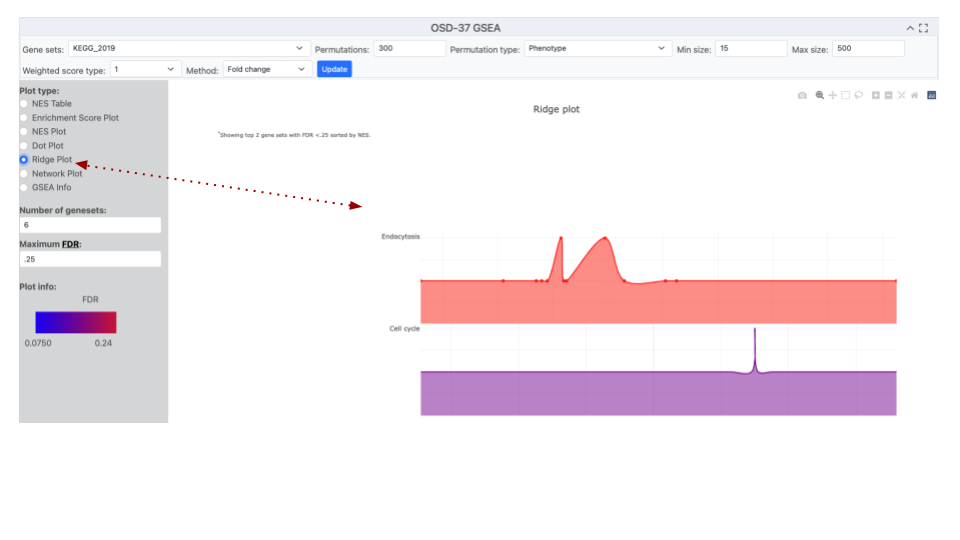 OSD-37 GSEA
Gene sets: KEGG_2019 Permutations: 300 Permutation type: Phenotype Min size: 15 Max size: 500
Weighted score type: 1 Method: Fold change Update
Plot type:
NES Table
Enrichment Score Plot
NES Plot
Dot Plot
Ridge Plot
Network Plot
GSEA Info
Number of genesets:
6
Maximum FDR:
.25
Plot info:
FDR
0.0750 0.24
Ridge plot
*Showing top 2 gene sets with FDR <.25 sorted by NES.
Endocytosis
Cell cycle